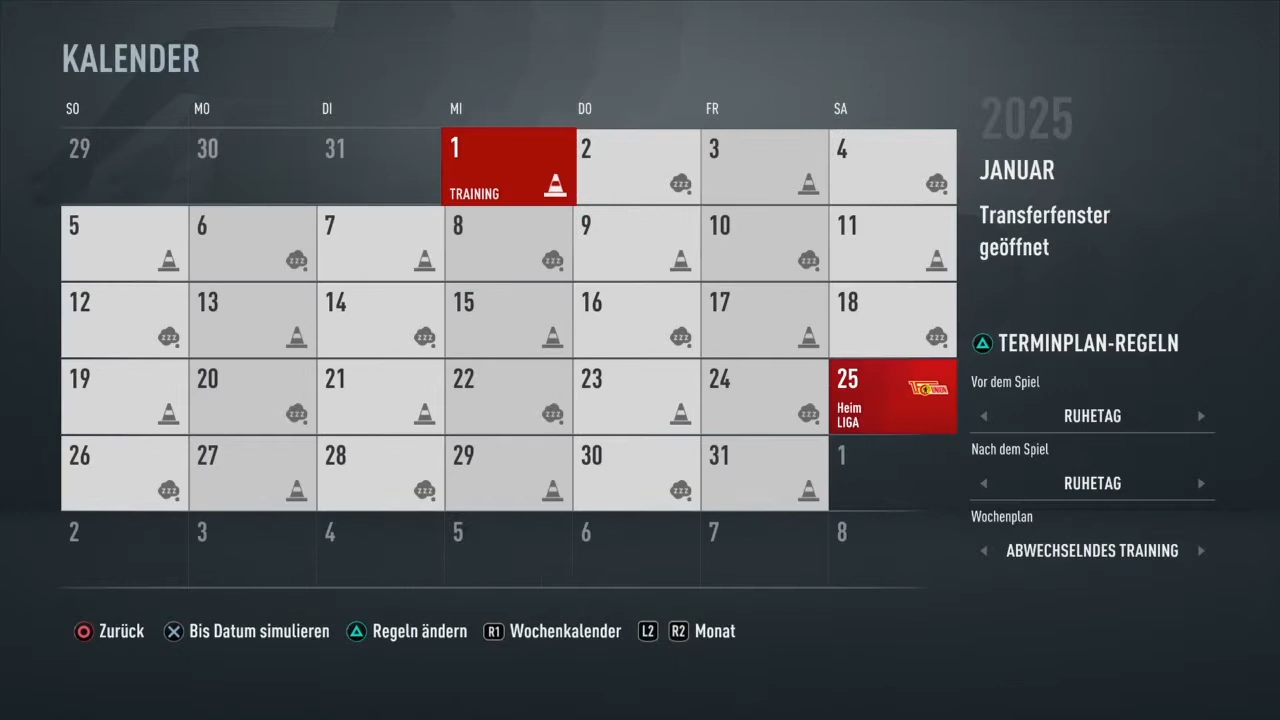 KALENDER
SO MO DI MI DO FR SA
29 30 31 1 2 3 4
TRAINING
5 6 7 8 9 10 11
12 13 14 15 16 17 18
19 20 21 22 23 24 25
Heim
LIGA
26 27 28 29 30 31 1
2 3 4 5 6 7 8
2025
JANUAR
Transferfenster
geöffnet
TERMINPLAN-REGELN
Vor dem Spiel
RUHETAG
Nach dem Spiel
RUHETAG
Wochenplan
ABWECHSELNDES TRAINING
Zurück Bis Datum simulieren Regeln ändern R1 Wochenkalender L2 R2 Monat